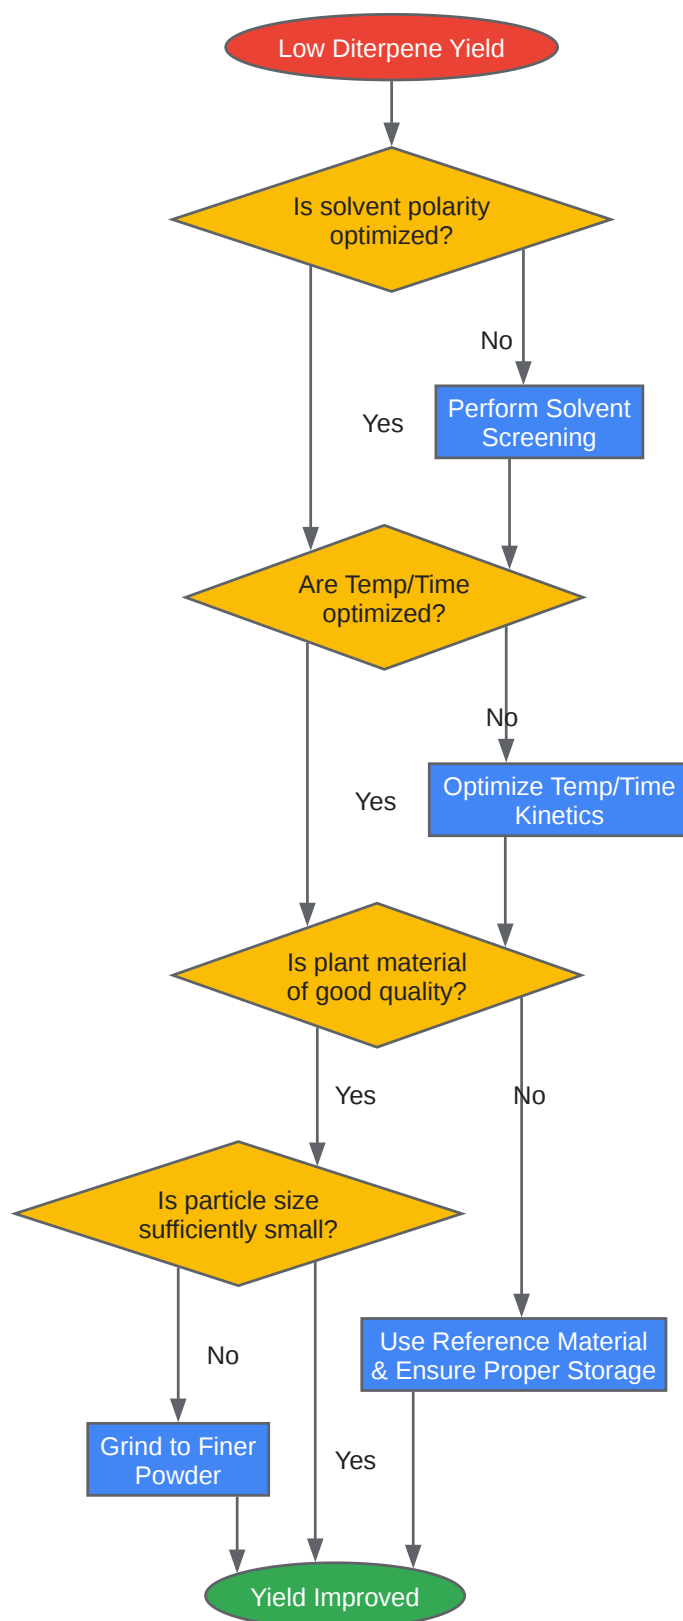 Low Diterpene Yield
Is solvent polarity
optimized?
No
Yes
Perform Solvent
Screening
Are Temp/Time
optimized?
No
Yes
Optimize Temp/Time
Kinetics
Is plant material
of good quality?
Yes
No
Is particle size
sufficiently small?
No
Use Reference Material
& Ensure Proper Storage
Grind to Finer
Powder
Yes
Yield Improved